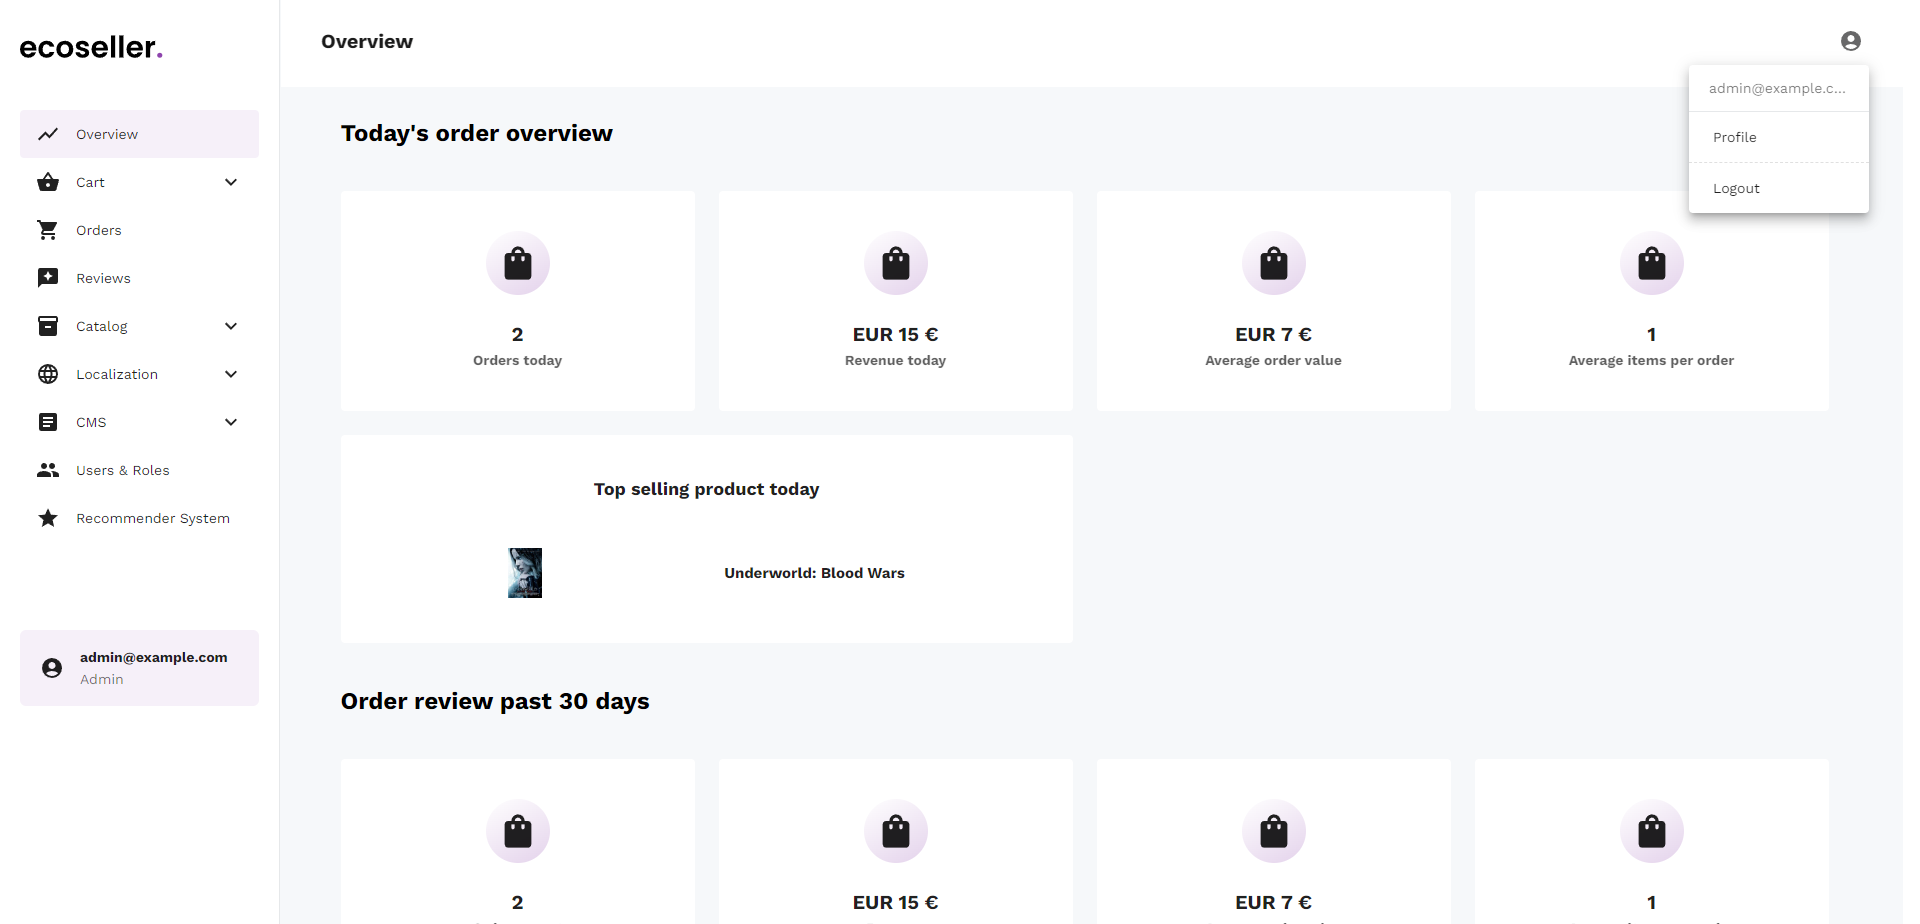 ecoseller.
Overview
Cart
Orders
Reviews
Catalog
Localization
CMS
Users & Roles
Recommender System
admin@example.com
Admin
Overview
admin@example.c...
Profile
Logout
Today's order overview
2
Orders today
EUR 15 €
Revenue today
EUR 7 €
Average order value
1
Average items per order
Top selling product today
Underworld: Blood Wars
Order review past 30 days
2
EUR 15 €
EUR 7 €
1